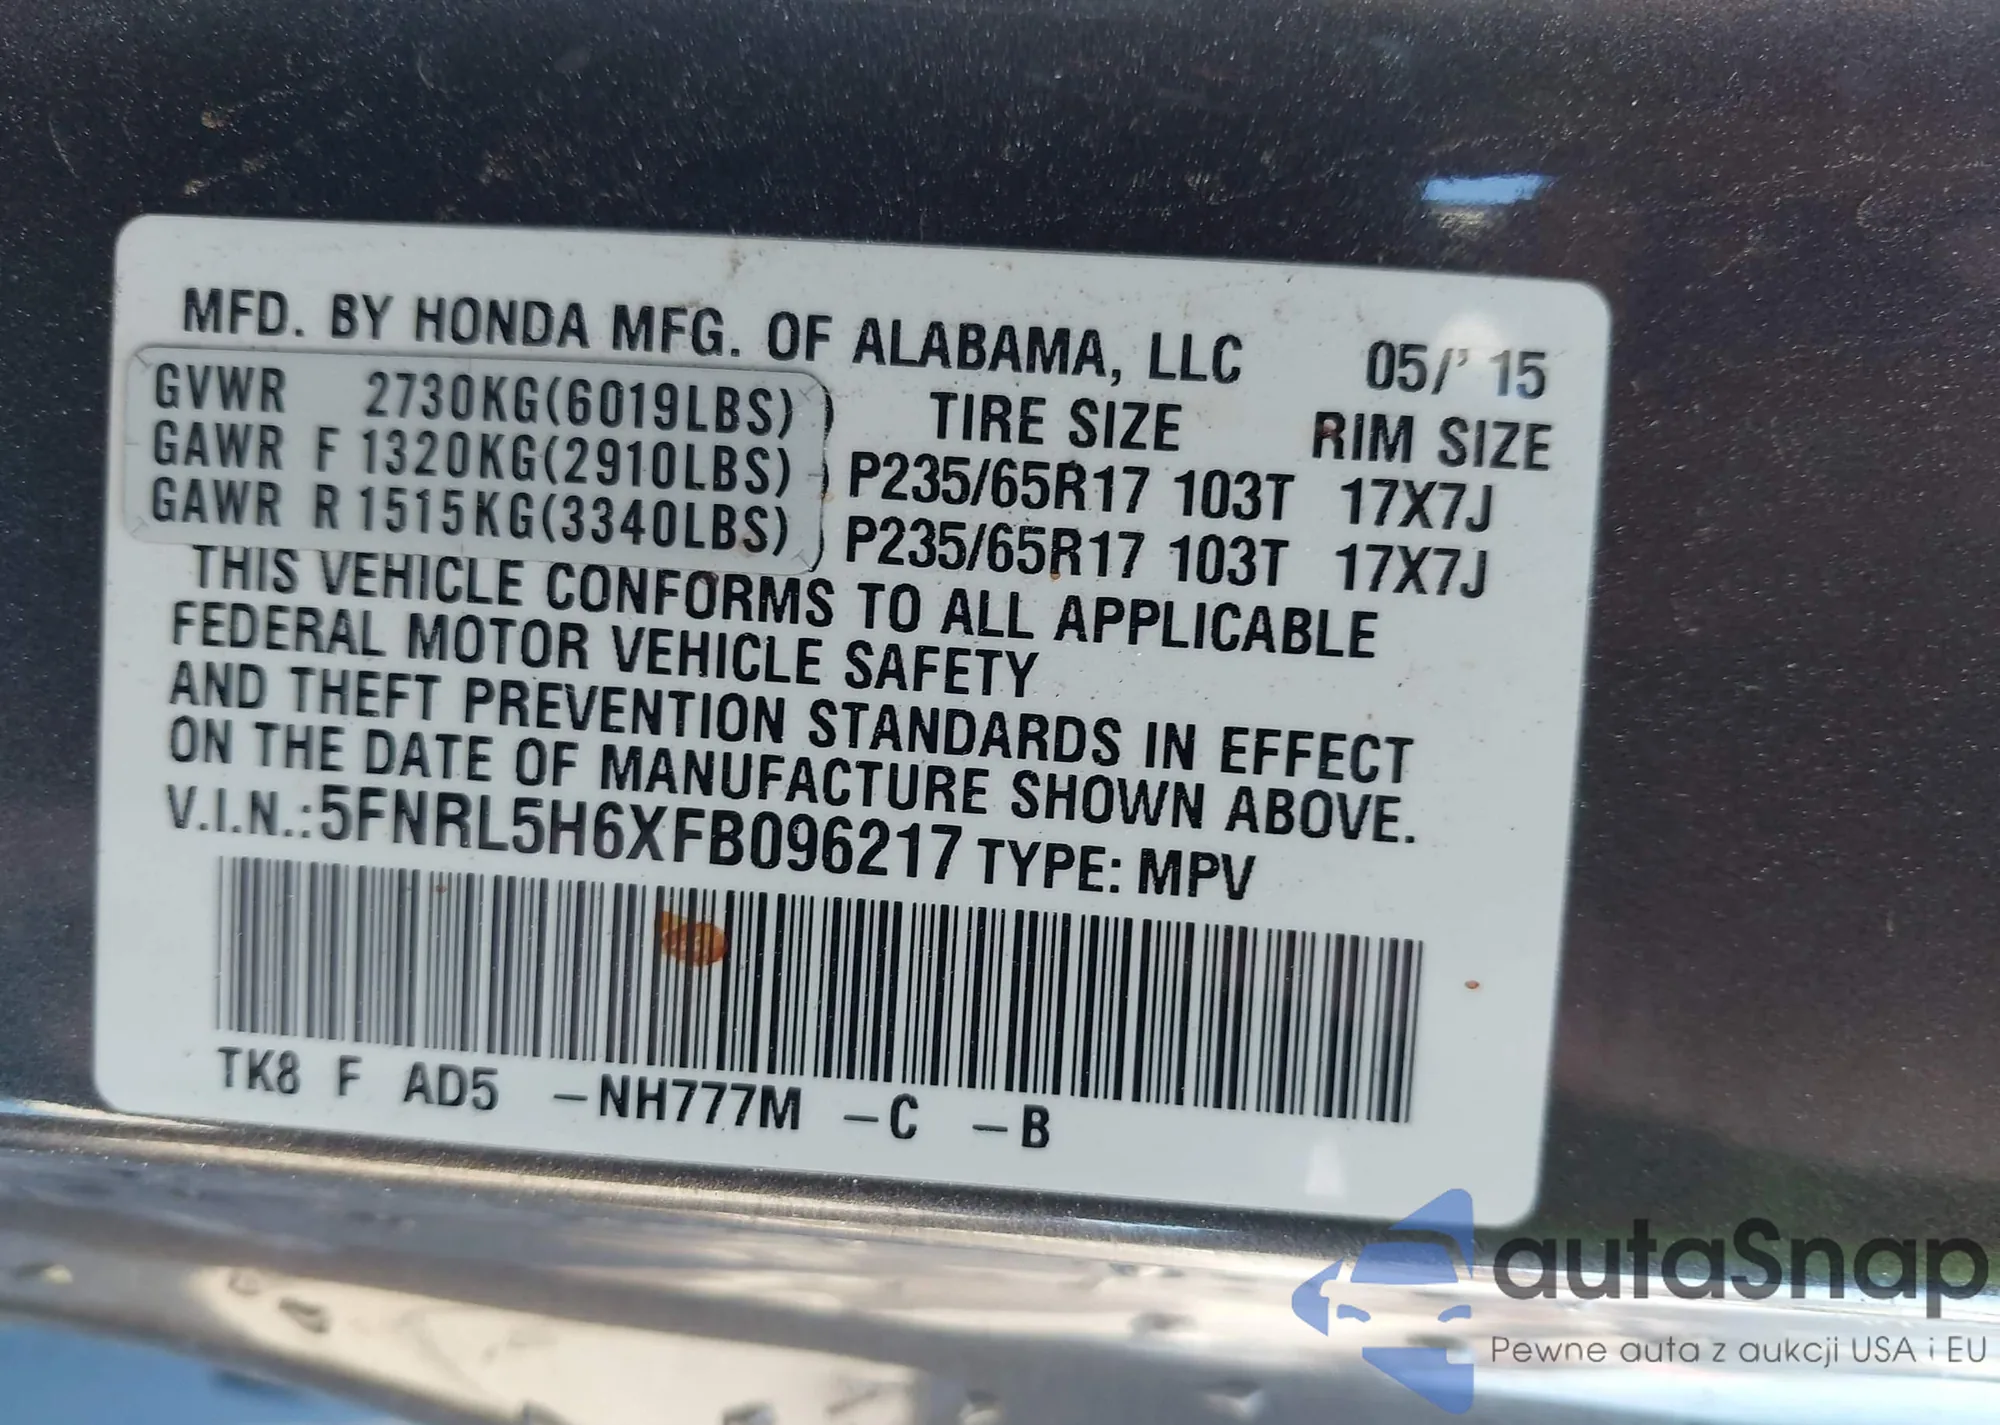 MFD. BY HONDA MFG. OF ALABAMA, LLC 05/' 15
GVWR 2730KG(6019LBS) TIRE SIZE RIM SIZE
GAWR F 1320KG(2910LBS) P235/65R17 103T 17X7J
GAWR R 1515KG(3340LBS) P235/65R17 103T 17X7J
THIS VEHICLE CONFORMS TO ALL APPLICABLE
FEDERAL MOTOR VEHICLE SAFETY
AND THEFT PREVENTION STANDARDS IN EFFECT
ON THE DATE OF MANUFACTURE SHOWN ABOVE.
V.I.N.:5FNRL5H6XFB096217 TYPE: MPV
TK8 F AD5 -NH777M -C -B
autaSnap
Pewne auta z aukcji USA i EU